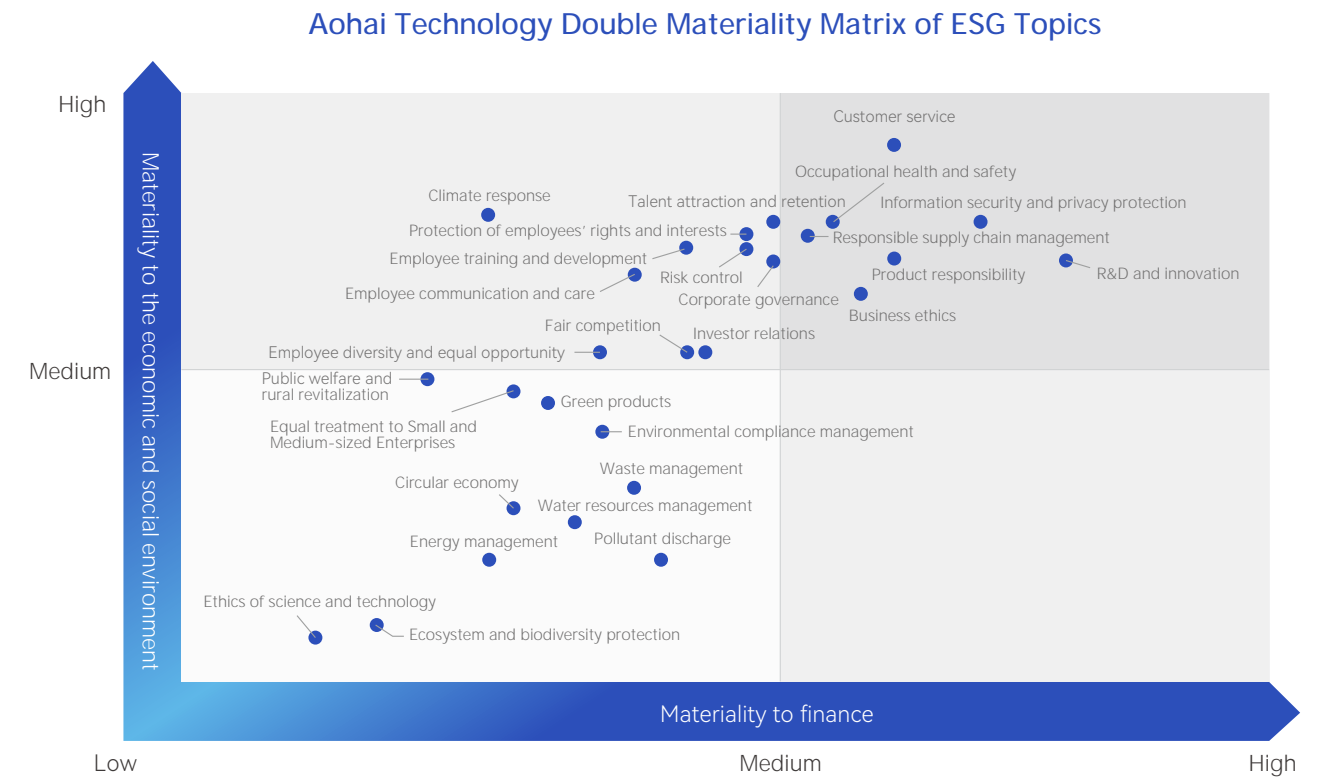 Aohai Technology Double Materiality Matrix of ESG Topics
High
Medium
Low
Materiality to the economic and social environment
Customer service
Occupational health and safety
Climate response
Talent attraction and retention
Information security and privacy protection
Protection of employees' rights and interests
Responsible supply chain management
Employee training and development
Risk control
Product responsibility
R&D and innovation
Employee communication and care
Corporate governance
Business ethics
Fair competition
Investor relations
Employee diversity and equal opportunity
Public welfare and
rural revitalization
Green products
Equal treatment to Small and
Medium-sized Enterprises
Environmental compliance management
Waste management
Circular economy
Water resources management
Energy management
Pollutant discharge
Ethics of science and technology
Ecosystem and biodiversity protection
Materiality to finance
Medium
High